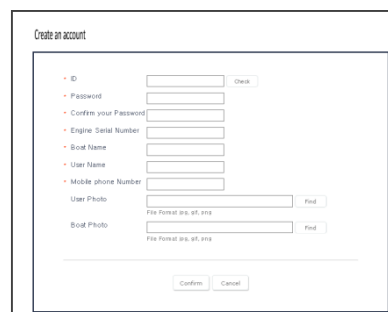 Create an account
* ID Check
* Password
* Confirm your Password
* Engine Serial Number
* Boat Name
* User Name
* Mobile phone Number
User Photo Find
File Format jpg, gif, png
Boat Photo Find
File Format jpg, gif, png
Confirm Cancel